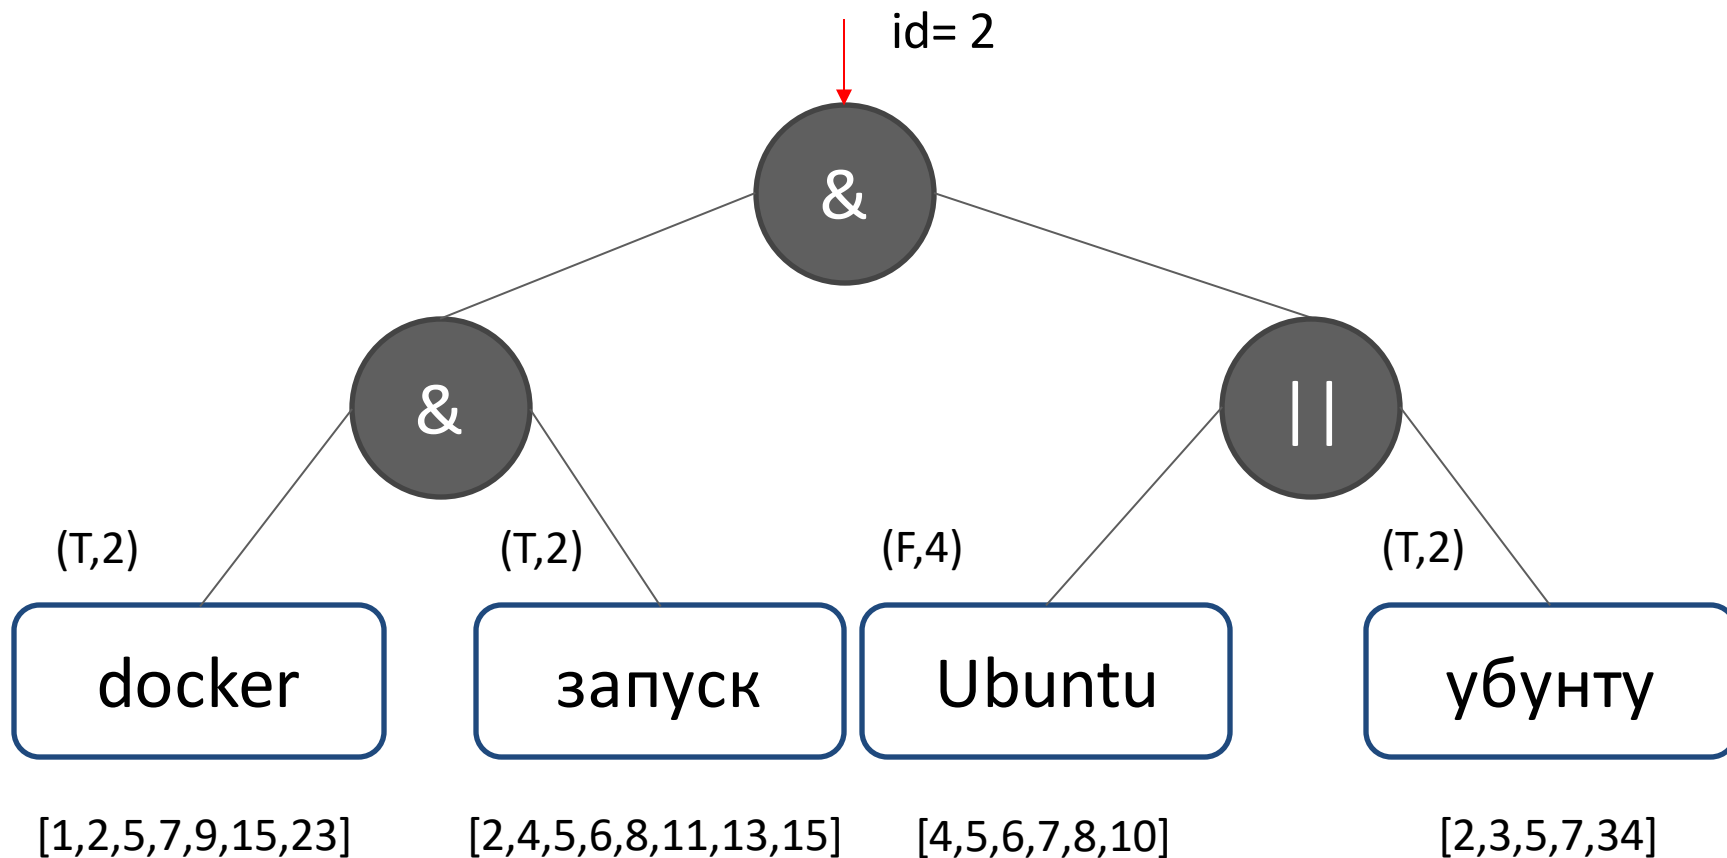 id= 2
&
& ||
(T,2) (T,2) (F,4) (T,2)
docker запуск Ubuntu убунту
[1,2,5,7,9,15,23] [2,4,5,6,8,11,13,15] [4,5,6,7,8,10] [2,3,5,7,34]